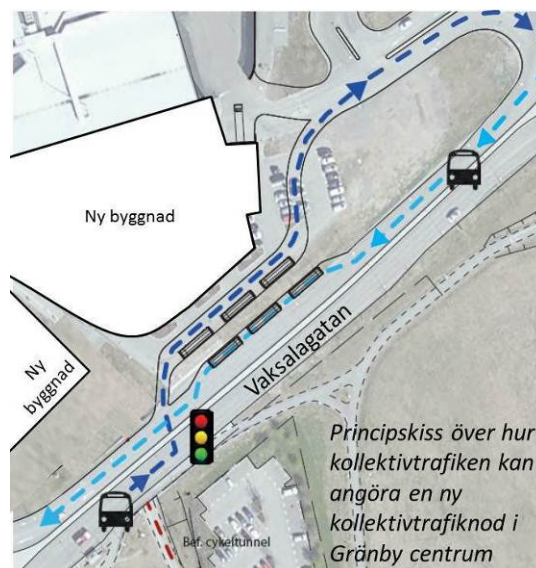 Ny byggnad
Ny
byggnad
Vaksalagatan
Bef. cykeltunnel
Principskiss över hur
kollektivtrafiken kan
angöra en ny
kollektivtrafiknod i
Gränby centrum